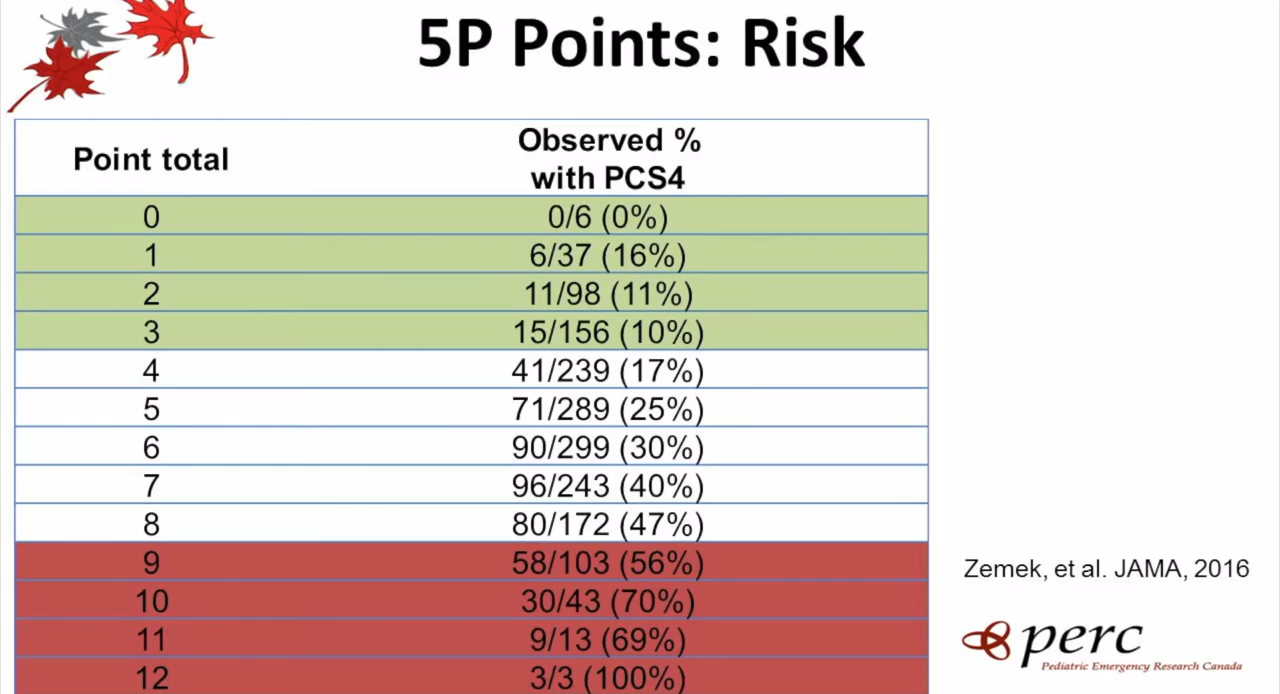 5P Points: Risk
Point total
Observed %
with PCS4
0 0/6 (0%)
1 6/37 (16%)
2 11/98 (11%)
3 15/156 (10%)
4 41/239 (17%)
5 71/289 (25%)
6 90/299 (30%)
7 96/243 (40%)
8 80/172 (47%)
9 58/103 (56%)
10 30/43 (70%)
11 9/13 (69%)
12 3/3 (100%)
Zemek, et al. JAMA, 2016
perc
Pediatric Emergency Research Canada